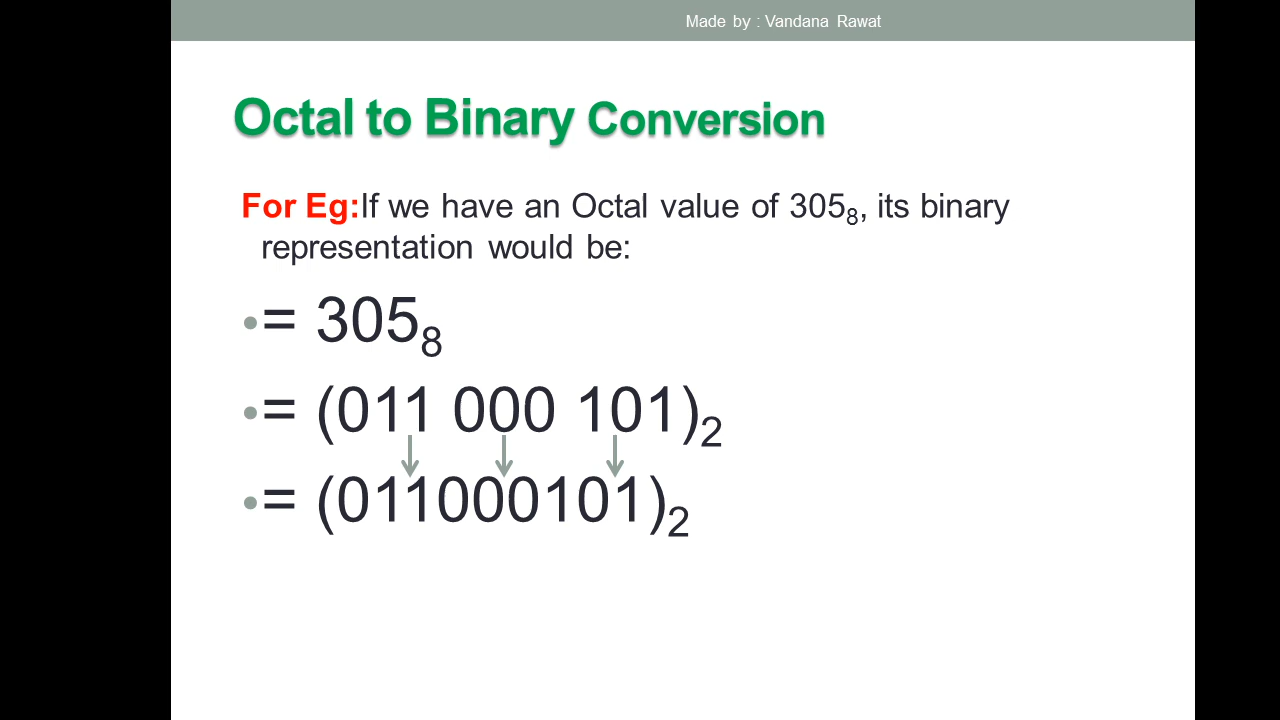 Made by : Vandana Rawat
Octal to Binary Conversion
For Eg:If we have an Octal value of 305₈, its binary
representation would be:
•= 305₈
•= (011 000 101)₂
•= (011000101)₂